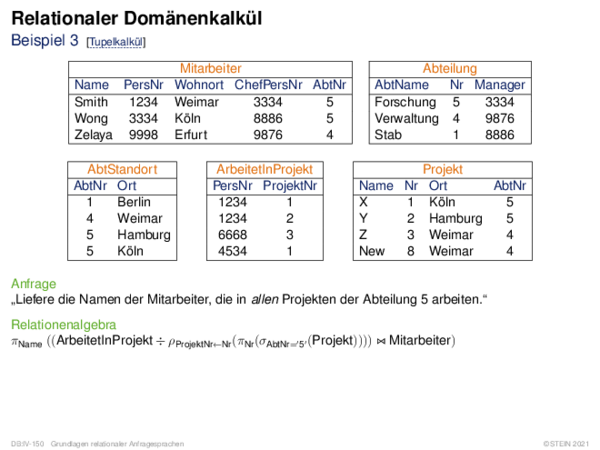 Relationaler Domänenkalkül
Beispiel 3 [Tupelkalkül]
Mitarbeiter
Name PersNr Wohnort ChefPersNr AbtNr
Smith 1234 Weimar 3334 5
Wong 3334 Köln 8886 5
Zelaya 9998 Erfurt 9876 4
Abteilung
AbtName Nr Manager
Forschung 5 3334
Verwaltung 4 9876
Stab 1 8886
AbtStandort
AbtNr Ort
1 Berlin
4 Weimar
5 Hamburg
5 Köln
ArbeitetInProjekt
PersNr ProjektNr
1234 1
1234 2
6668 3
4534 1
Projekt
Name Nr Ort AbtNr
X 1 Köln 5
Y 2 Hamburg 5
Z 3 Weimar 4
New 8 Weimar 4
Anfrage
„Liefere die Namen der Mitarbeiter, die in allen Projekten der Abteilung 5 arbeiten.“
Relationenalgebra
πName ((ArbeitetInProjekt ÷ ρProjektNr←Nr(πNr(σAbtNr='5'(Projekt)))) ⋈ Mitarbeiter)
DB:IV-150 Grundlagen relationaler Anfragesprachen
©STEIN 2021